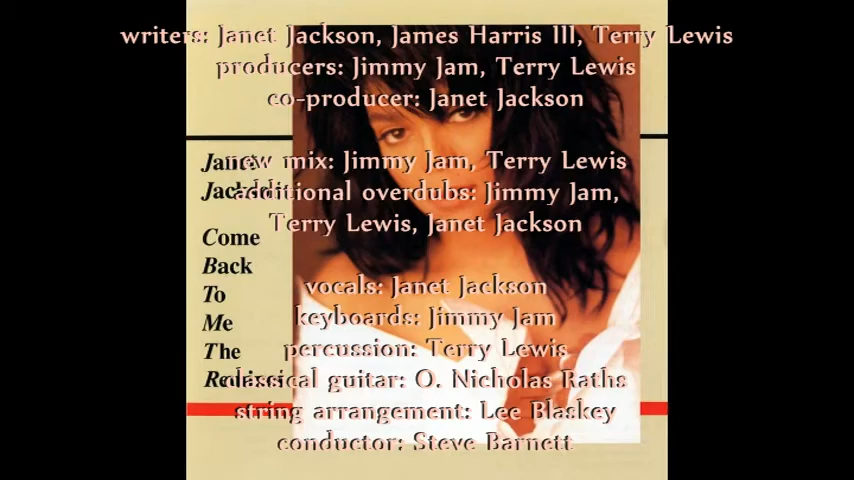 writers: Janet Jackson, James Harris III, Terry Lewis
producers: Jimmy Jam, Terry Lewis
co-producer: Janet Jackson
new mix: Jimmy Jam, Terry Lewis
additional overdubs: Jimmy Jam,
Terry Lewis, Janet Jackson
vocals: Janet Jackson
keyboards: Jimmy Jam
percussion: Terry Lewis
classical guitar: O. Nicholas Raths
string arrangement: Lee Blaskey
conductor: Steve Barnett
Janet
Jackson
Come
Back
To
Me
The